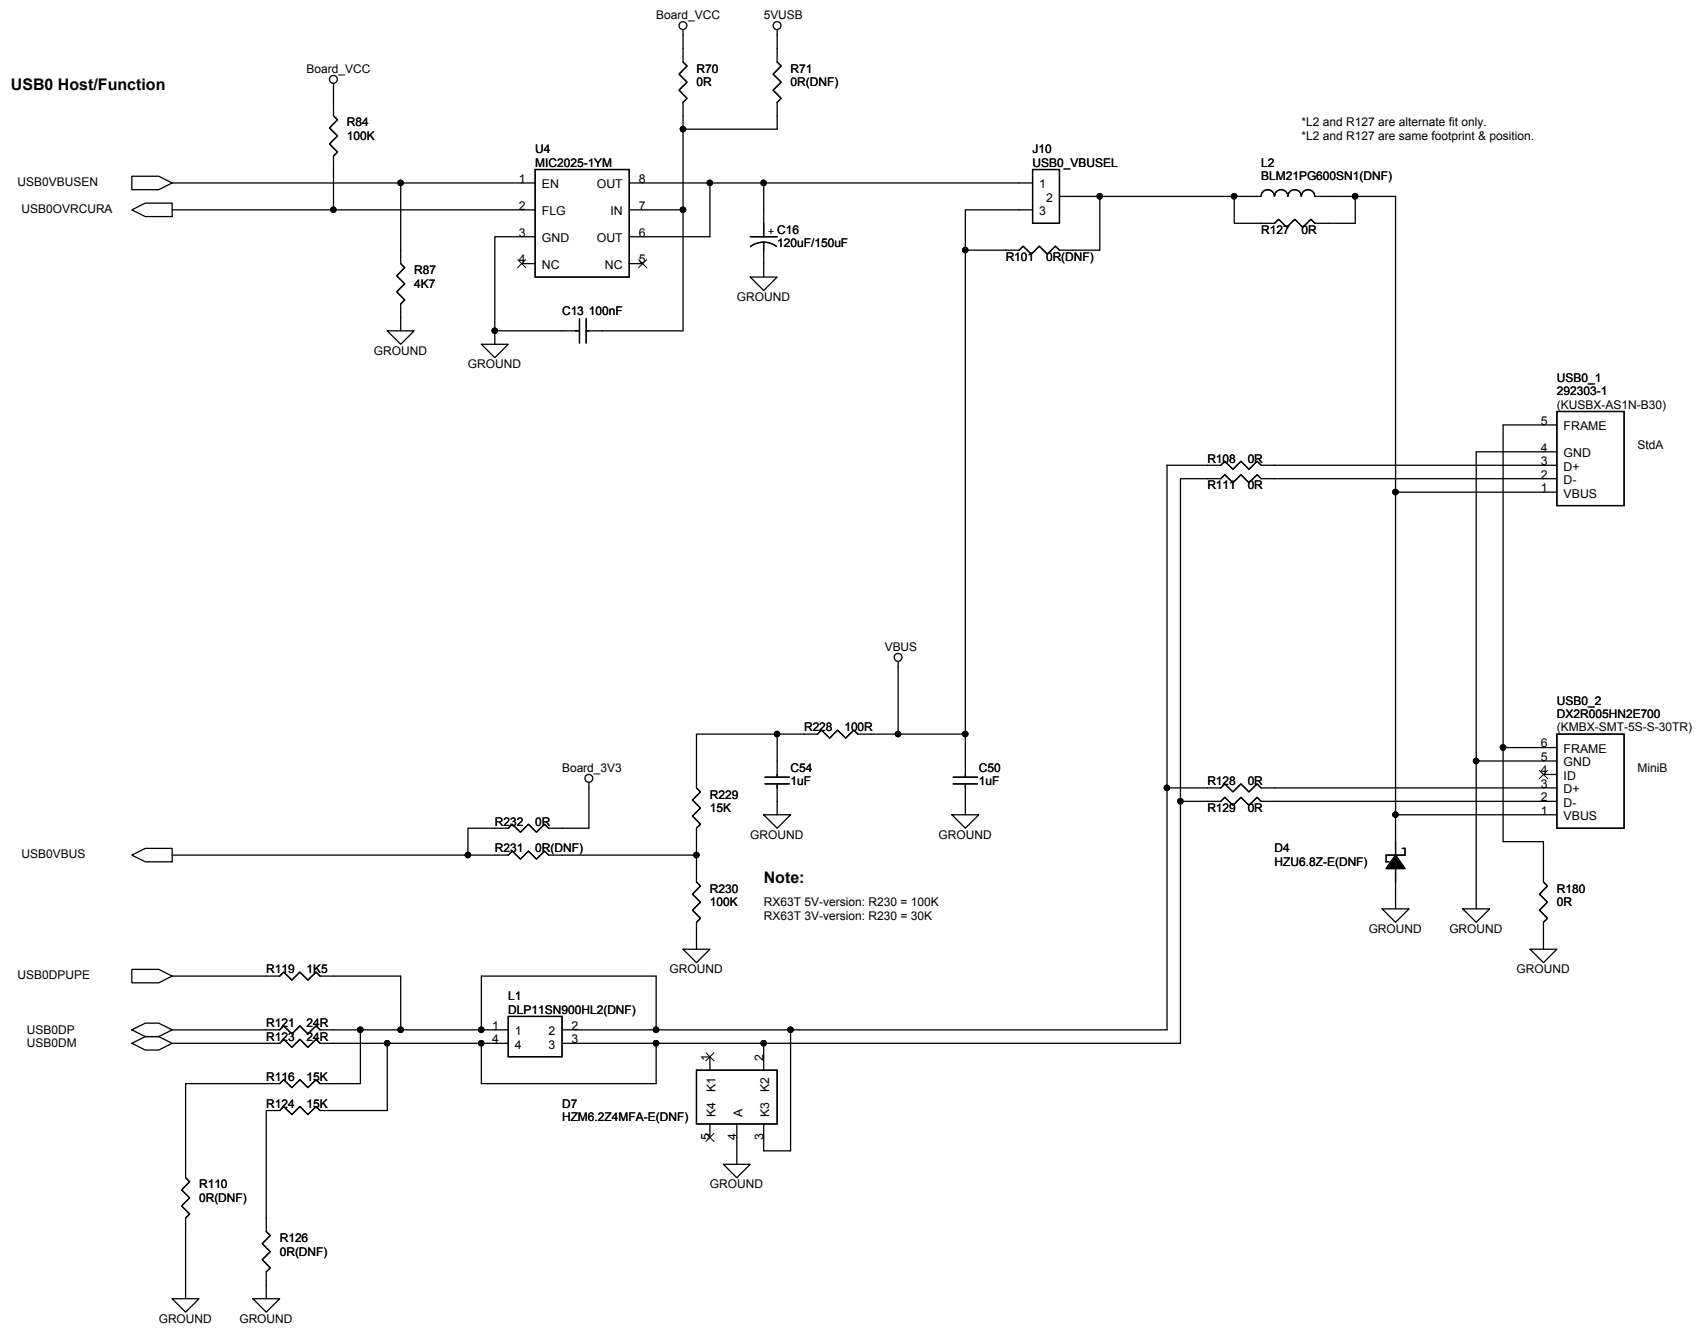 USB0 Host/Function
Board_VCC
R84
100K
Board_VCC
5VUSB
R70
0R
R71
0R(DNF)
*L2 and R127 are alternate fit only.
*L2 and R127 are same footprint & position.
USB0VBUSEN
USB0OVRCURA
U4
MIC2025-1YM
1 EN OUT 8
2 FLG IN 7
3 GND OUT 6
4 NC NC 5
R87
4K7
GROUND
C13 100nF
GROUND
C16
+
120uF/150uF
GROUND
J10
USB0_VBUSEL
1
2
3
R101 0R(DNF)
L2
BLM21PG600SN1(DNF)
R127 0R
USB0_1
292303-1
(KUSBX-AS1N-B30)
5 FRAME
4 GND
3 D+
2 D-
1 VBUS
StdA
R108 0R
R111 0R
VBUS
R228 100R
C54
1uF
GROUND
C50
1uF
GROUND
R229
15K
Board_3V3
R232 0R
R231 0R(DNF)
USB0VBUS
R230
100K
GROUND
Note:
RX63T 5V-version: R230 = 100K
RX63T 3V-version: R230 = 30K
USB0_2
DX2R005HN2E700
(KMBX-SMT-5S-S-30TR)
6 FRAME
5 GND
4 ID
3 D+
2 D-
1 VBUS
MiniB
R128 0R
R129 0R
D4
HZU6.8Z-E(DNF)
GROUND
GROUND
R180
0R
GROUND
USB0DPUPE
R119 1K5
USB0DP
USB0DM
R121 24R
R123 24R
R116 15K
R124 15K
L1
DLP11SN900HL2(DNF)
1 1 2 2
4 4 3 3
D7
HZM6.2Z4MFA-E(DNF)
1 K1
2 K2
5 K4
4 A
3 K3
GROUND
R110
0R(DNF)
GROUND
R126
0R(DNF)
GROUND